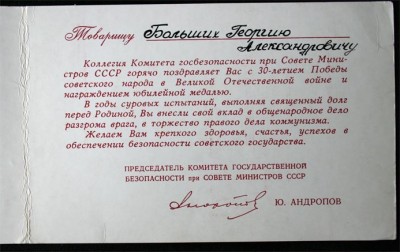 Товарищу Больших Георгию
Александровичу
Коллегия Комитета госбезопасности при Совете Мини-
стров СССР горячо поздравляет Вас с 30-летием Победы
советского народа в Великой Отечественной войне и
награждением юбилейной медалью.
В годы суровых испытаний, выполняя священный долг
перед Родиной, Вы внесли свой вклад в общенародное дело
разгрома врага, в торжество правого дела коммунизма.
Желаем Вам крепкого здоровья, счастья, успехов в
обеспечении безопасности советского государства.
ПРЕДСЕДАТЕЛЬ КОМИТЕТА ГОСУДАРСТВЕННОЙ
БЕЗОПАСНОСТИ при СОВЕТЕ МИНИСТРОВ СССР
Ю. АНДРОПОВ